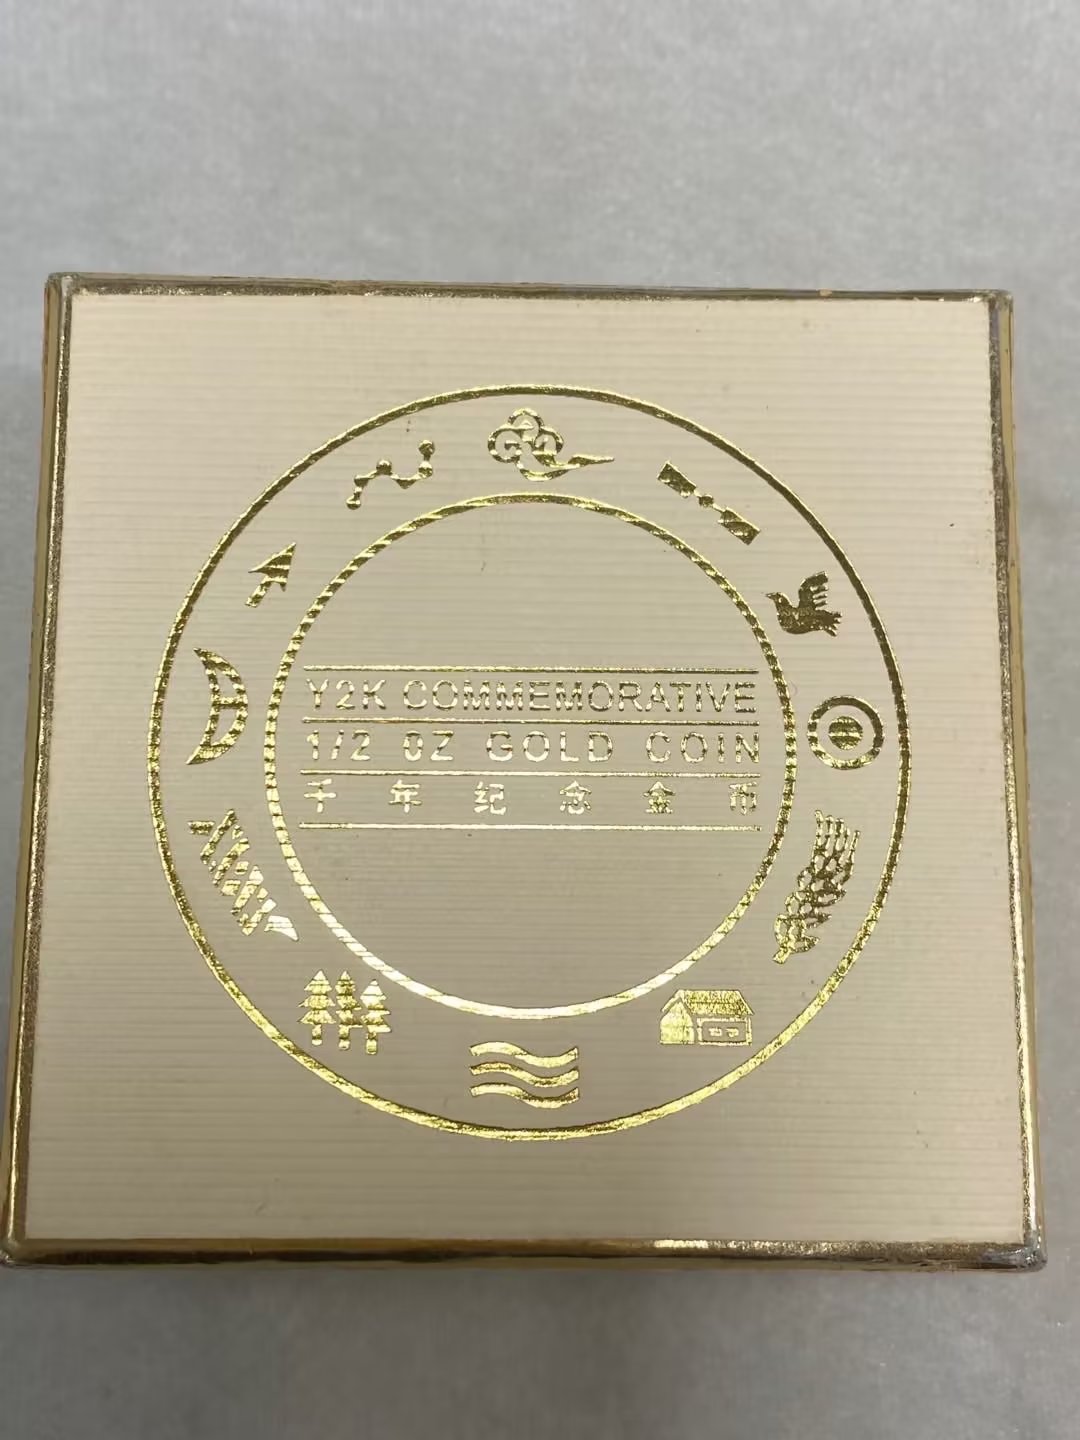 Y2K COMMEMORATIVE
1/2 OZ GOLD COIN
千年纪念金币